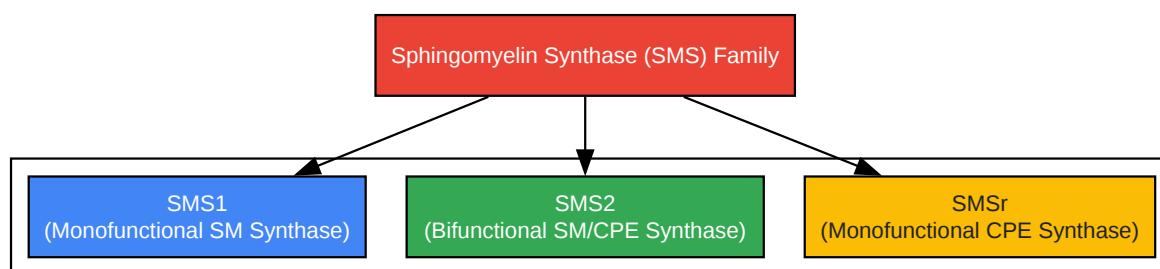 Sphingomyelin Synthase (SMS) Family
SMS1
(Monofunctional SM Synthase)
SMS2
(Bifunctional SM/CPE Synthase)
SMSr
(Monofunctional CPE Synthase)